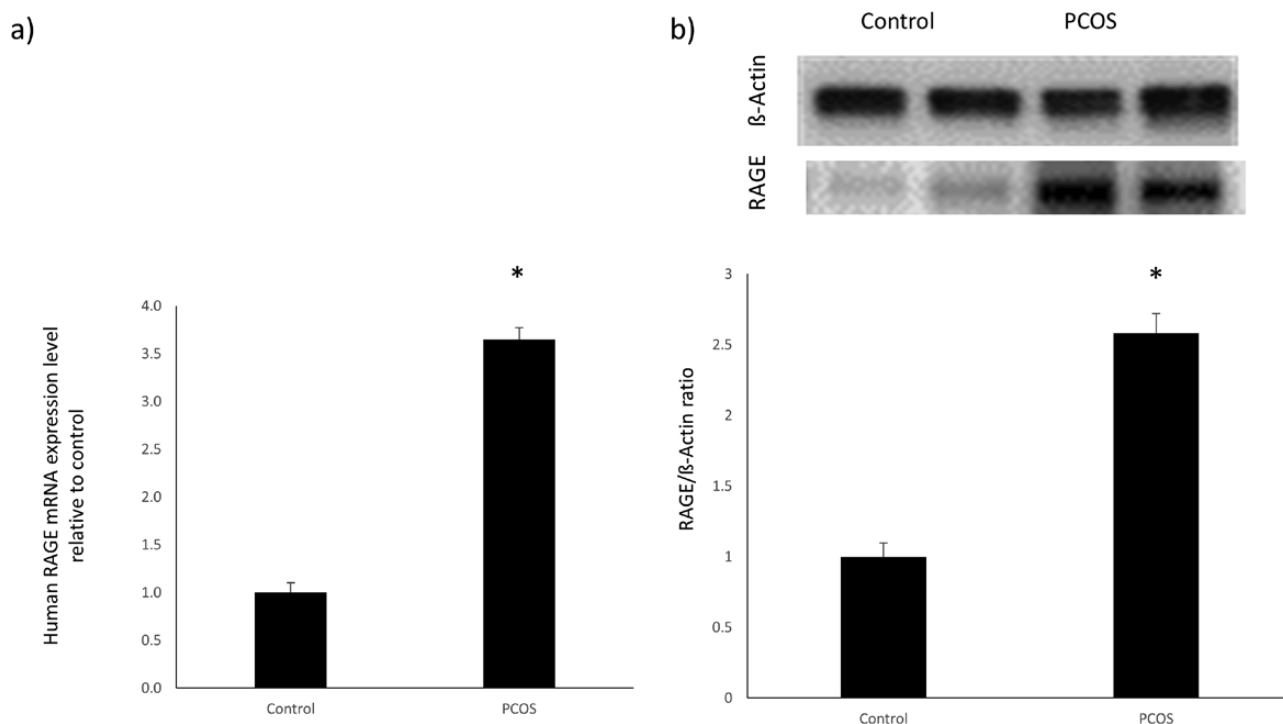 a)
*
4.0
3.5
3.0
2.5
2.0
1.5
1.0
0.5
0.0
Human RAGE mRNA expression level
relative to control
Control PCOS
b)
Control PCOS
ß-Actin
RAGE
*
3
2.5
2
1.5
1
0.5
0
RAGE/ß-Actin ratio
Control PCOS